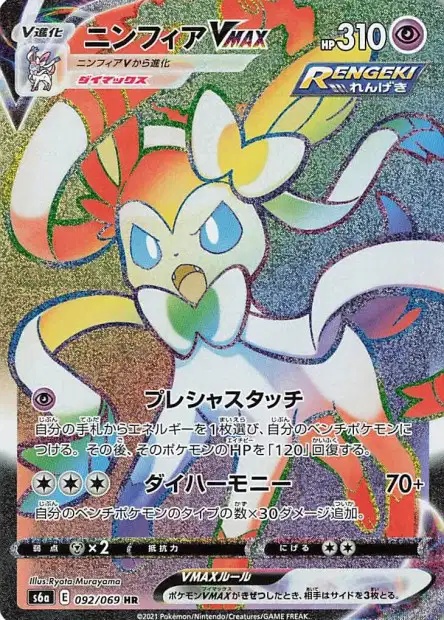 V進化
ニンフィアVMAX
HP310
ニンフィアVから進化
ダイマックス
RENGEKI
れんげき
プレシャスタッチ
自分の手札からエネルギーを1枚選び、自分のベンチポケモンに
つける。その後、そのポケモンのHPを「120」回復する。
ダイハーモニー 70+
自分のベンチポケモンのタイプの数×30ダメージ追加。
弱点 ×2 抵抗力 にげる
Illus.Ryota Murayama
s6a E 092/069 HR
VMAXルール
ポケモンVMAXがきぜつしたとき、相手はサイドを3枚とる。
©2021 Pokémon/Nintendo/Creatures/GAME FREAK.